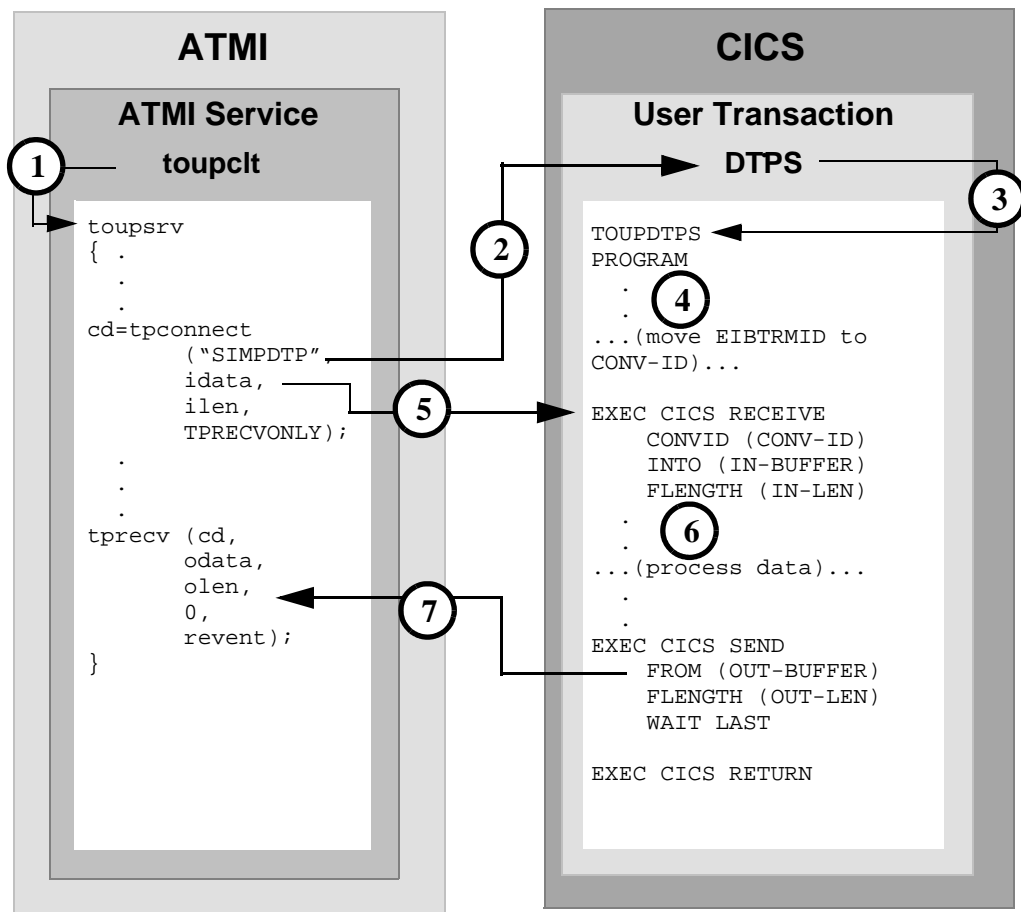 ATMI
ATMI Service
toupclt
1
toupsrv
{ .
.
.
cd=tpconnect
("SIMPDTP",
idata,
ilen,
TPRECVONLY);
.
.
.
tprecv (cd,
odata,
olen,
0,
revent);
}
2
5
7
CICS
User Transaction
DTPS
3
TOUPDTPS
PROGRAM
.
.
4
...(move EIBTRMID to
CONV-ID)...
EXEC CICS RECEIVE
CONVID (CONV-ID)
INTO (IN-BUFFER)
FLENGTH (IN-LEN)
.
.
6
...(process data)...
.
.
EXEC CICS SEND
FROM (OUT-BUFFER)
FLENGTH (OUT-LEN)
WAIT LAST
EXEC CICS RETURN